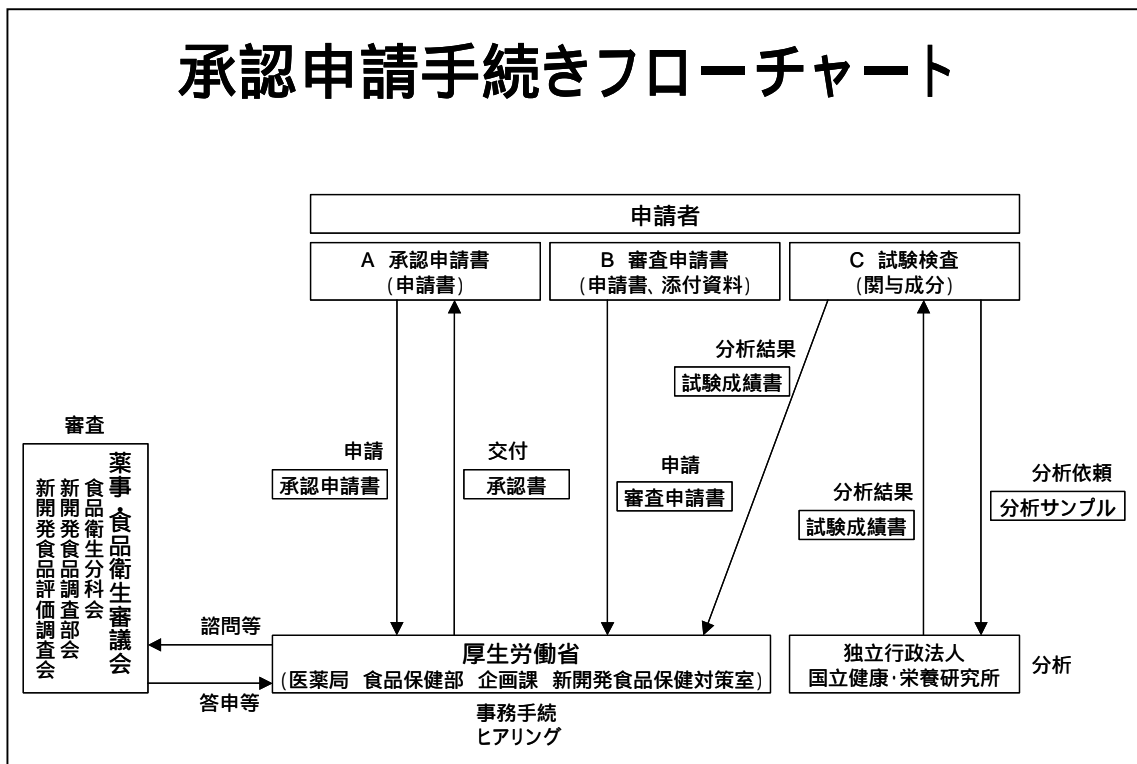 承認申請手続きフローチャート
申請者
A 承認申請書
(申請書)
B 審査申請書
(申請書、添付資料)
C 試験検査
(関与成分)
分析結果
試験成績書
審査
薬事・食品衛生審議会
食品衛生分科会
新開発食品調査部会
新開発食品評価調査会
申請
承認申請書
交付
承認書
申請
審査申請書
分析結果
試験成績書
分析依頼
分析サンプル
諮問等
答申等
厚生労働省
(医薬局 食品保健部 企画課 新開発食品保健対策室)
事務手続
ヒアリング
独立行政法人
国立健康・栄養研究所
分析